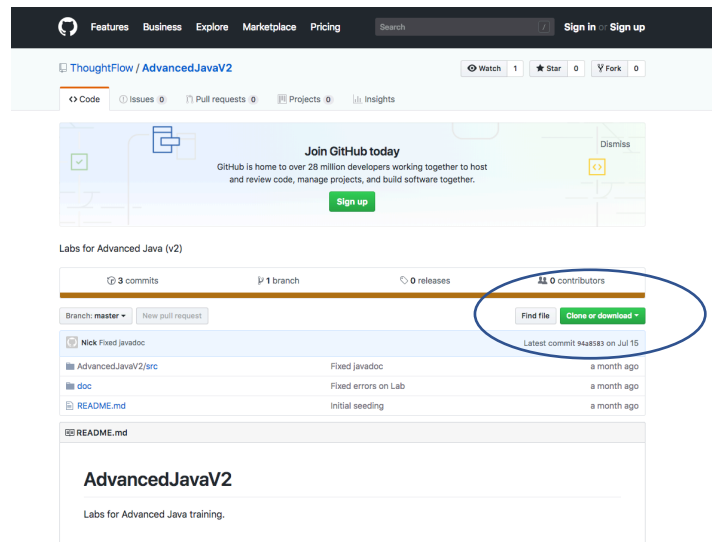 Features Business Explore Marketplace Pricing Search / Sign in or Sign up
ThoughtFlow / AdvancedJavaV2 Watch 1 Star 0 Fork 0
Code Issues 0 Pull requests 0 Projects 0 Insights
Join GitHub today
Dismiss
GitHub is home to over 28 million developers working together to host
and review code, manage projects, and build software together.
Sign up
Labs for Advanced Java (v2)
3 commits 1 branch 0 releases 0 contributors
Branch: master New pull request Find file Clone or download
Nick Fixed javadoc Latest commit 94a8583 on Jul 15
AdvancedJavaV2/src Fixed javadoc a month ago
doc Fixed errors on Lab a month ago
README.md Initial seeding a month ago
README.md
AdvancedJavaV2
Labs for Advanced Java training.